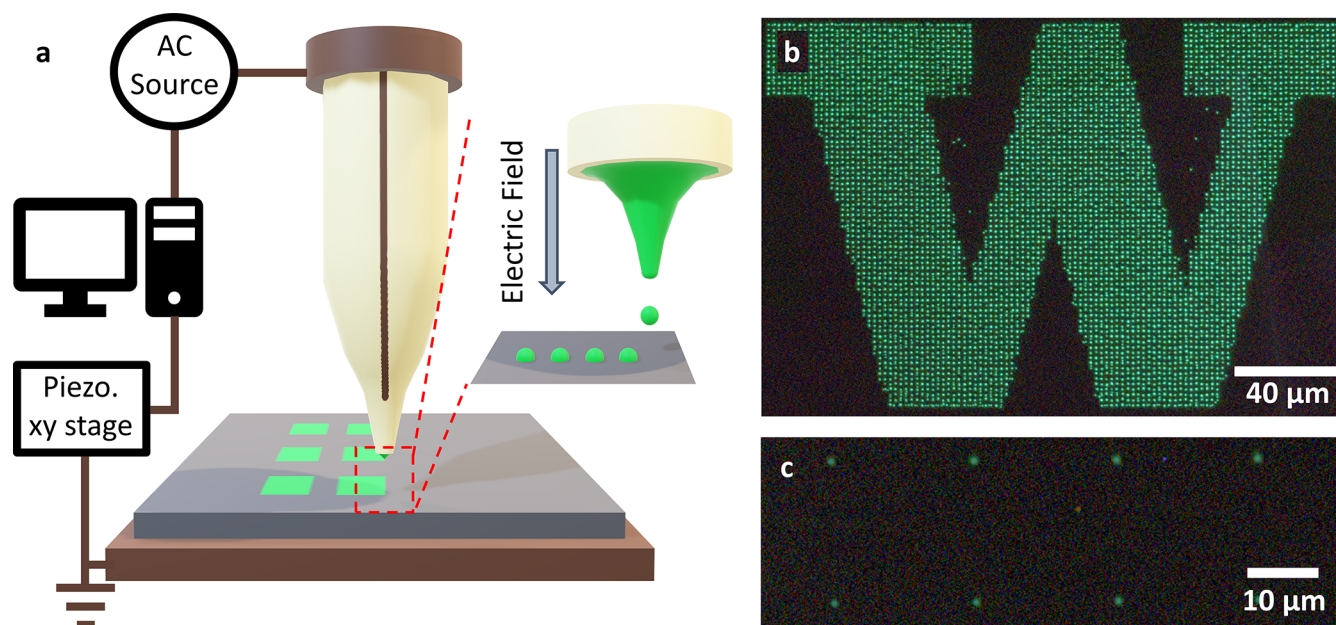 a
AC
Source
Piezo.
xy stage
Electric Field
b
40 μm
c
10 μm